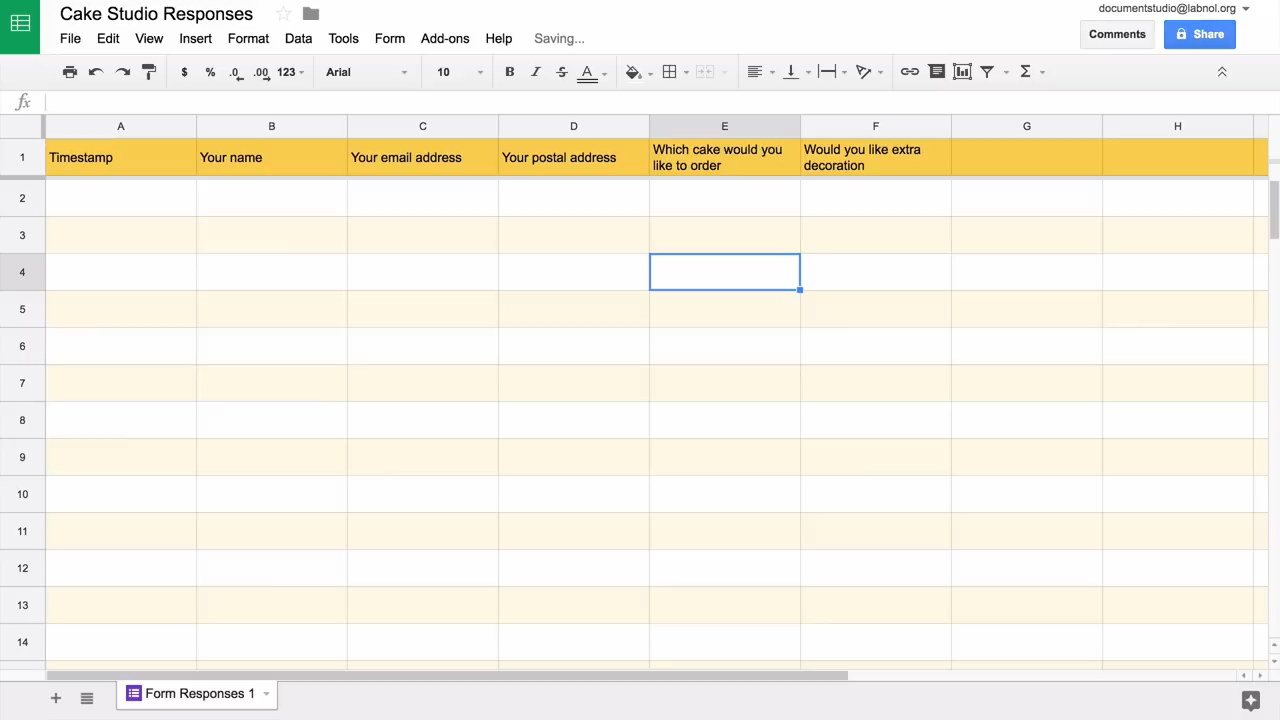 Cake Studio Responses
documentstudio@labnol.org
File Edit View Insert Format Data Tools Form Add-ons Help Saving...
Comments
Share
$ % .0 .00 123 Arial 10 B I S A Σ
fx
A B C D E F G H
1 Timestamp Your name Your email address Your postal address Which cake would you Would you like extra
like to order decoration
2
3
4
5
6
7
8
9
10
11
12
13
14
Form Responses 1